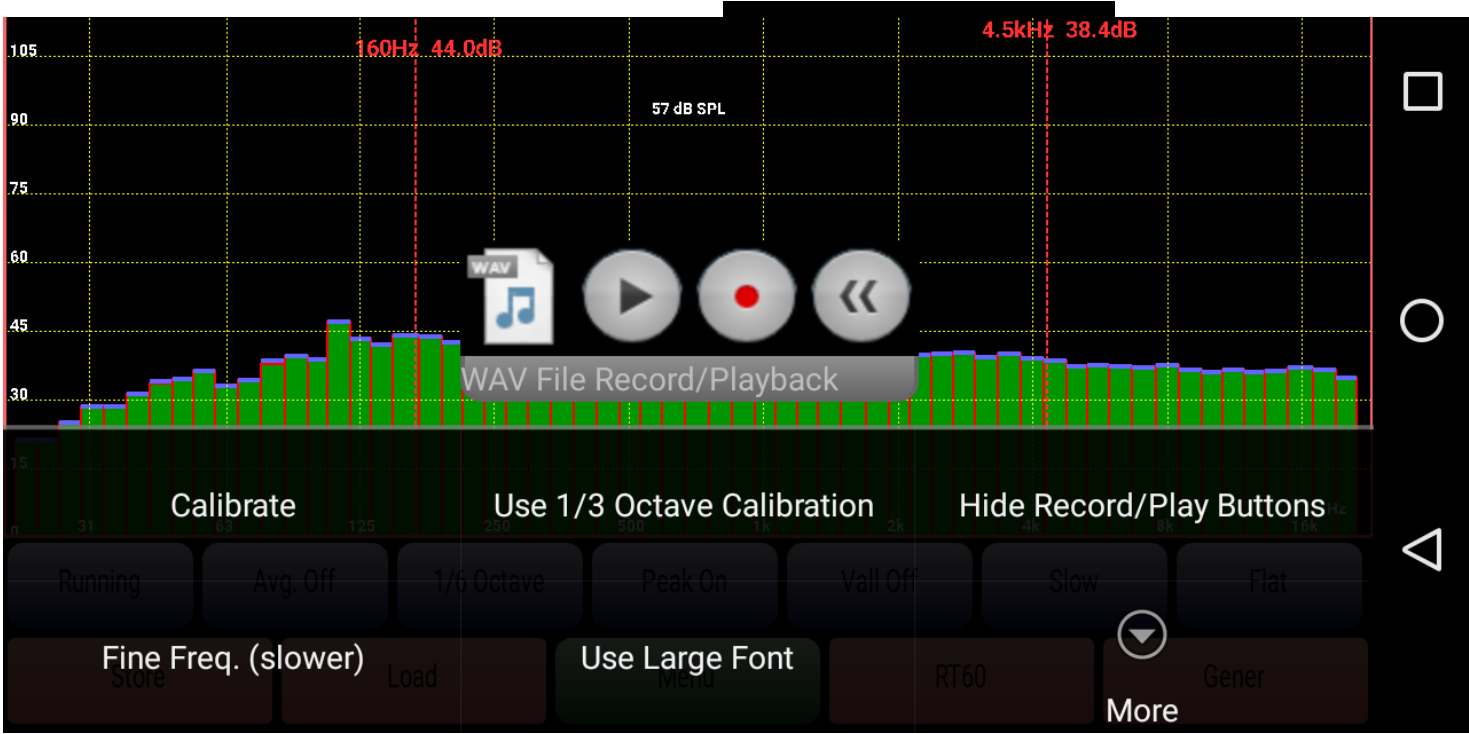 160Hz 44.0dB
4.5kHz 38.4dB
105
57 dB SPL
90
75
60
WAV
45
WAV File Record/Playback
30
15
Calibrate
Use 1/3 Octave Calibration
Hide Record/Play Buttons
0 31 63 125 250 500 1k 2k 4k 8k 16k Hz
Running
Avg. Off
1/6 Octave
Peak On
Vall Off
Slow
Flat
Fine Freq. (slower)
Use Large Font
Store
Load
Menu
RT60
Gener
More